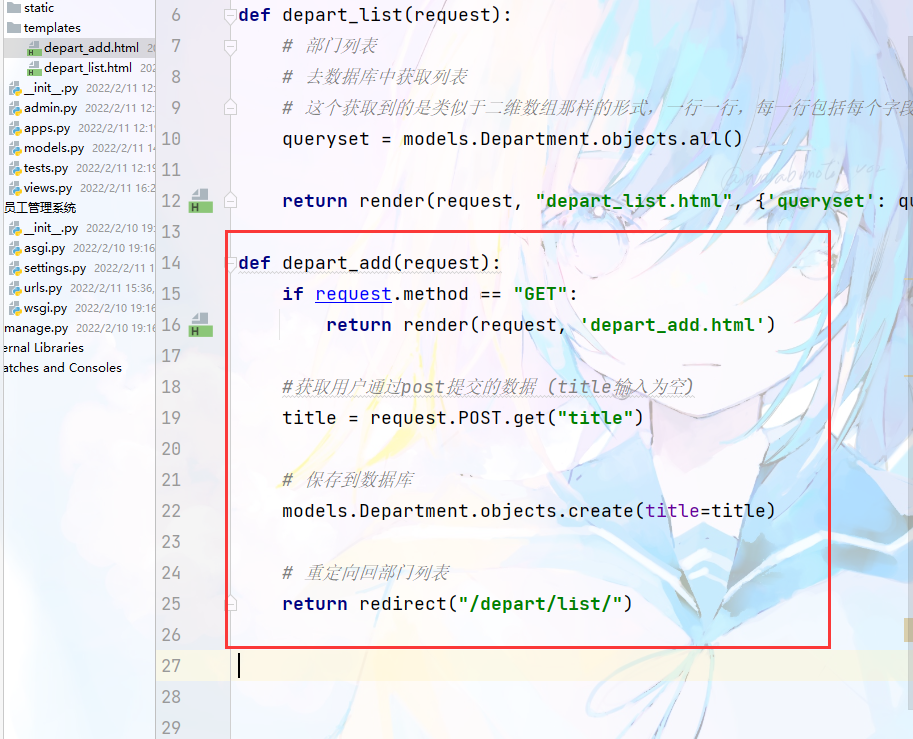 static
templates
depart_add.html 20
depart_list.html 202
__init__.py 2022/2/11 12:
admin.py 2022/2/11 12:
apps.py 2022/2/11 12:1
models.py 2022/2/11 14
tests.py 2022/2/11 12:19
views.py 2022/2/11 16:2
员工管理系统
__init__.py 2022/2/10 19:
asgi.py 2022/2/10 19:16
settings.py 2022/2/11 1
urls.py 2022/2/11 15:36,
wsgi.py 2022/2/10 19:16
manage.py 2022/2/10 19:16
ernal Libraries
atches and Consoles
6 def depart_list(request):
7 # 部门列表
8 # 去数据库中获取列表
9 # 这个获取到的是类似于二维数组那样的形式，一行一行，每一行包括每个字段
10 queryset = models.Department.objects.all()
11
12 return render(request, "depart_list.html", {'queryset': qu
13
14 def depart_add(request):
15 if request.method == "GET":
16 return render(request, 'depart_add.html')
17
18 #获取用户通过post提交的数据（title输入为空）
19 title = request.POST.get("title")
20
21 # 保存到数据库
22 models.Department.objects.create(title=title)
23
24 # 重定向回部门列表
25 return redirect("/depart/list/")
26
27
28
29